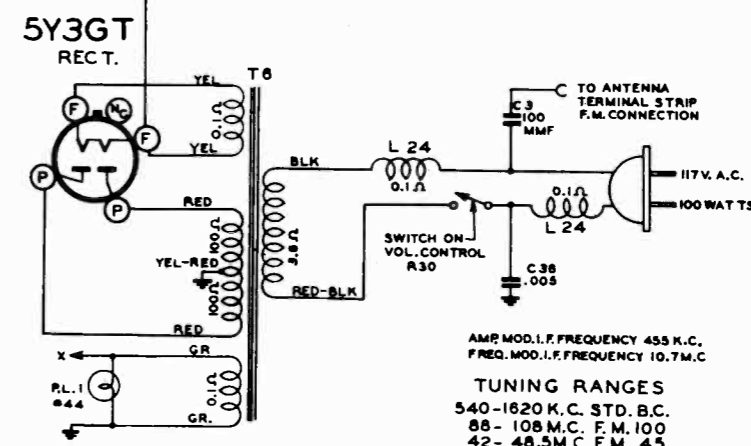 5Y3GT
RECT.
YEL
T6
F
NC
F
0.1Ω
YEL
P
P
RED
100Ω
YEL-RED
100Ω
RED
GR
X
P.L.1
#44
0.1Ω
GR.
3.8Ω
BLK
L 24
0.1Ω
C3
100
MMF
TO ANTENNA
TERMINAL STRIP
F.M. CONNECTION
117 V. A.C.
100 WATTS
0.1Ω
L 24
SWITCH ON
VOL. CONTROL
R30
C38
.005
RED-BLK
AMP. MOD. I.F. FREQUENCY 455 K.C.
FREQ. MOD. I.F. FREQUENCY 10.7 M.C
TUNING RANGES
540-1620 K.C. STD. B.C.
88-108 M.C. F.M. 100
42-48.5 M.C. F.M. 45